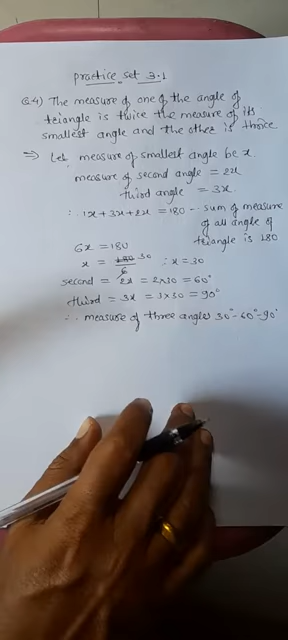 practice set 3.1
Q.4) The measure of one of the angle of
triangle is twice the measure of its
smallest angle and the other is thrice
⇒ Let, measure of smallest angle be x.
measure of second angle = 2x
third angle = 3x.
∴ 1x + 3x + 2x = 180 -- sum of measure
of all angle of
triangle is 180
6x = 180
x = 180/6 30 ∴ x = 30
second = 2x = 2×30 = 60°
third = 3x = 3×30 = 90°
∴ measure of three angles 30° - 60° - 90°